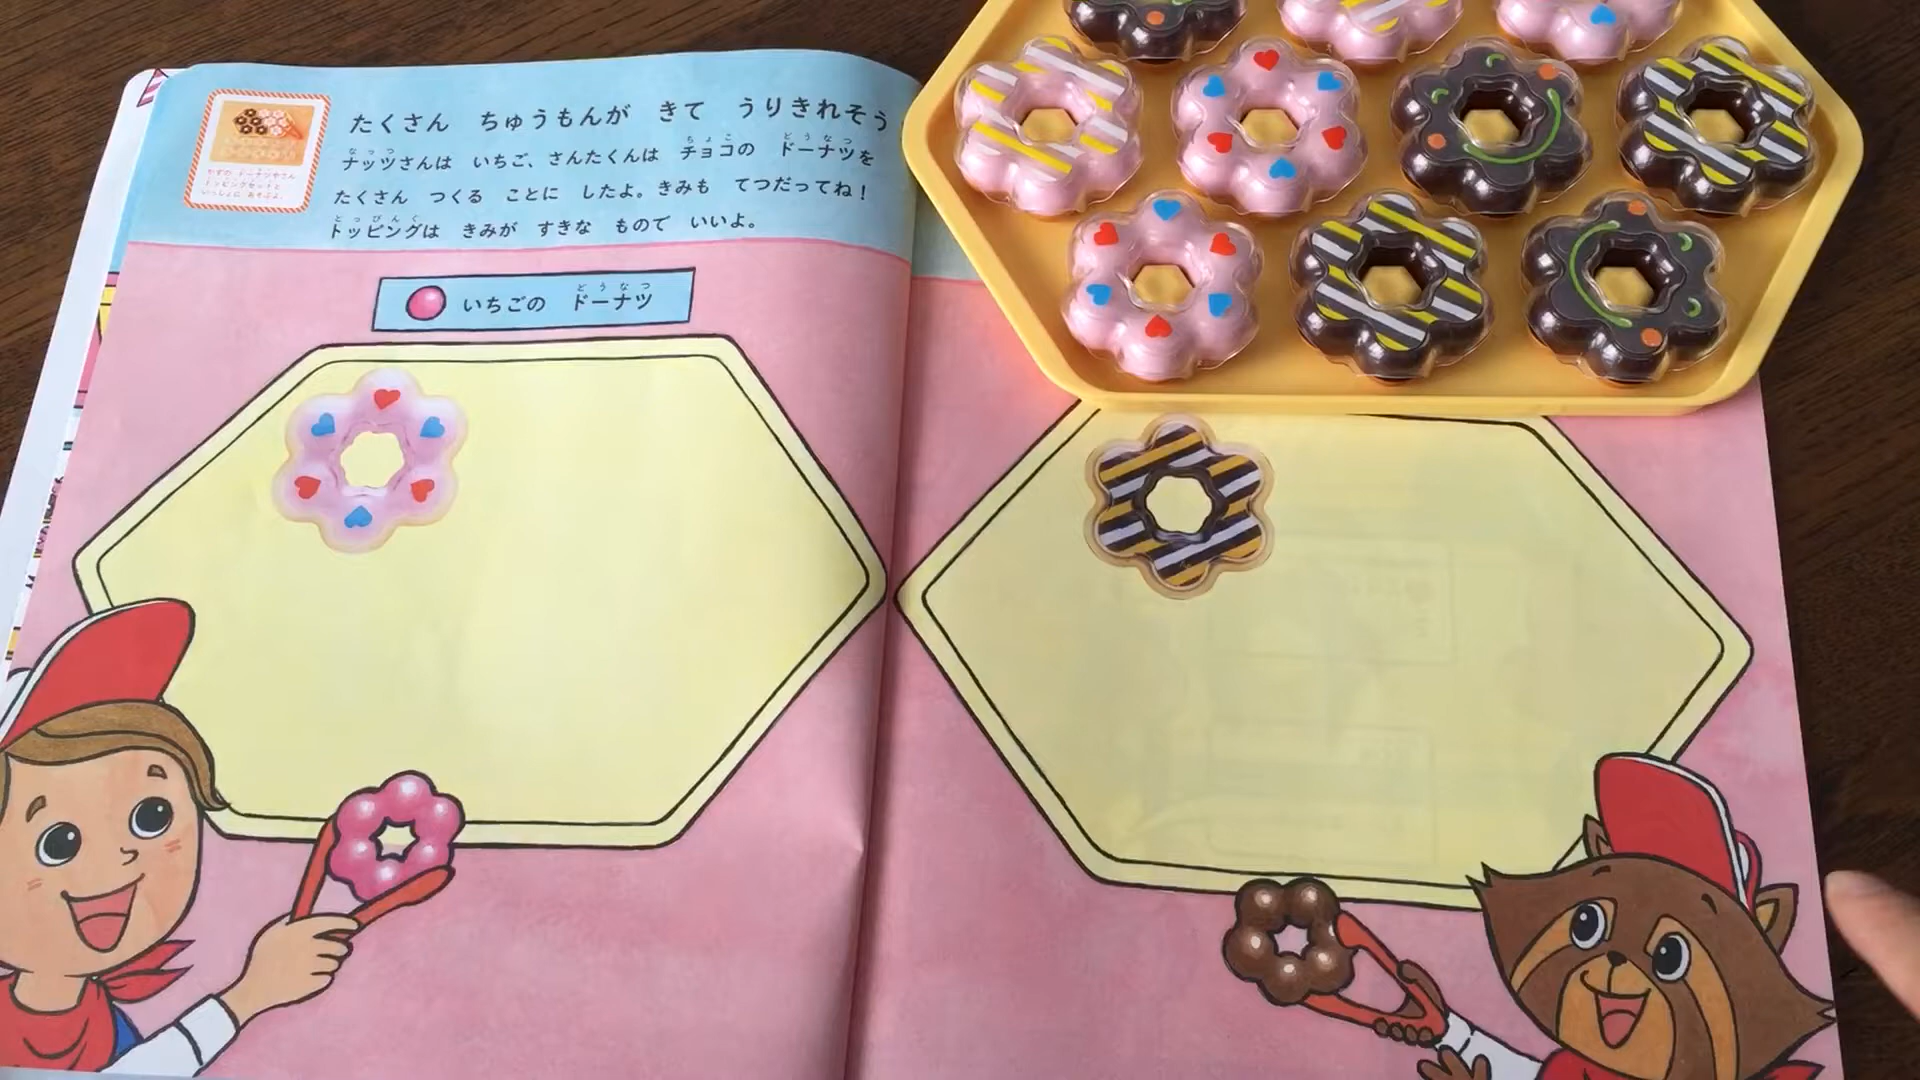 たくさん ちゅうもんが きて うりきれそう
ナッツさんは いちご、さんたくんは チョコの ドーナツを
たくさん つくる ことに したよ。きみも てつだってね!
トッピングは きみが すきな もので いいよ。
いちごの ドーナツ